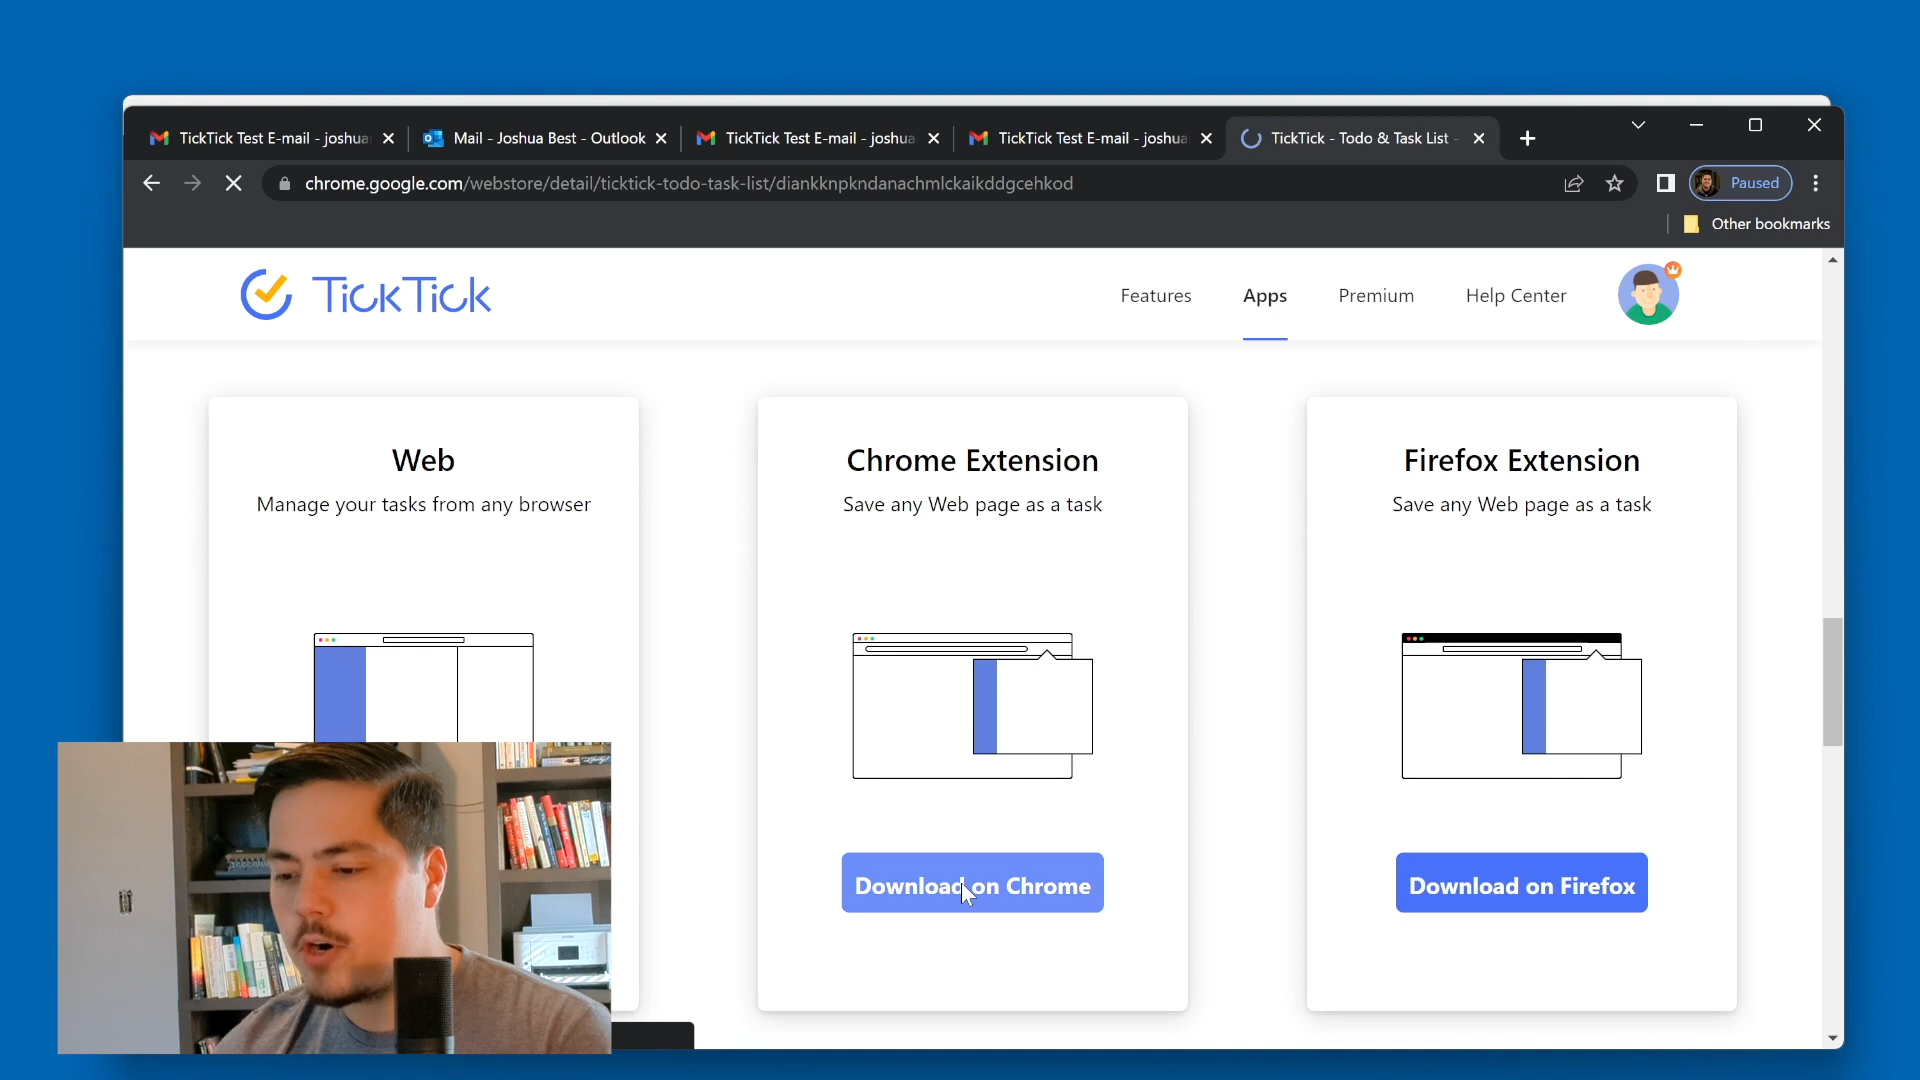 TickTick Test E-mail - joshua
Mail - Joshua Best - Outlook
TickTick Test E-mail - joshua
TickTick Test E-mail - joshua
TickTick - Todo & Task List -
chrome.google.com/webstore/detail/ticktick-todo-task-list/diankknpkndanachmlckaikddgcehkod
Paused
Other bookmarks
TickTick
Features
Apps
Premium
Help Center
Web
Manage your tasks from any browser
Chrome Extension
Save any Web page as a task
Download on Chrome
Firefox Extension
Save any Web page as a task
Download on Firefox